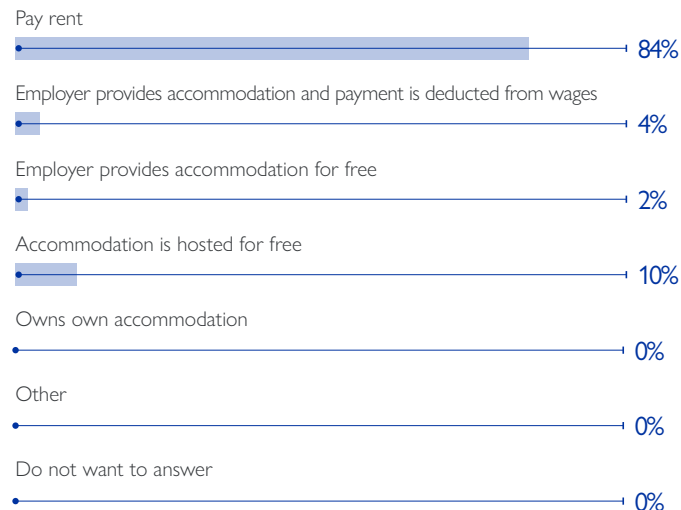 Pay rent
84%
Employer provides accommodation and payment is deducted from wages
4%
Employer provides accommodation for free
2%
Accommodation is hosted for free
10%
Owns own accommodation
0%
Other
0%
Do not want to answer
0%